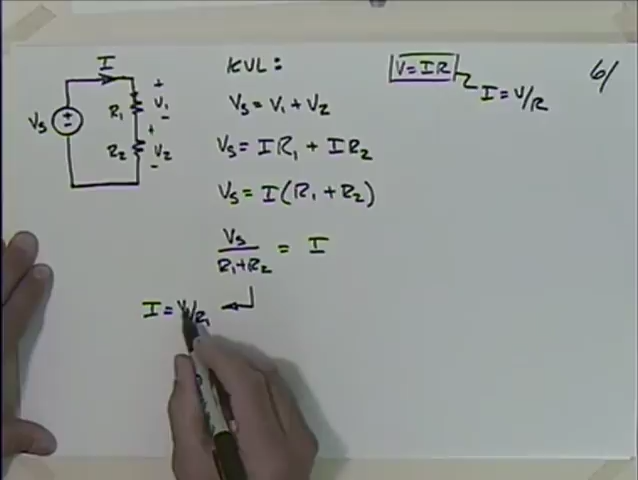 I
Vs
+
-
R1
+
V1
-
R2
+
V2
-
KVL:
Vs = V1 + V2
Vs = IR1 + IR2
Vs = I(R1 + R2)
Vs
R1+R2
= I
I = V/R1
V=IR
I = V/R
6/